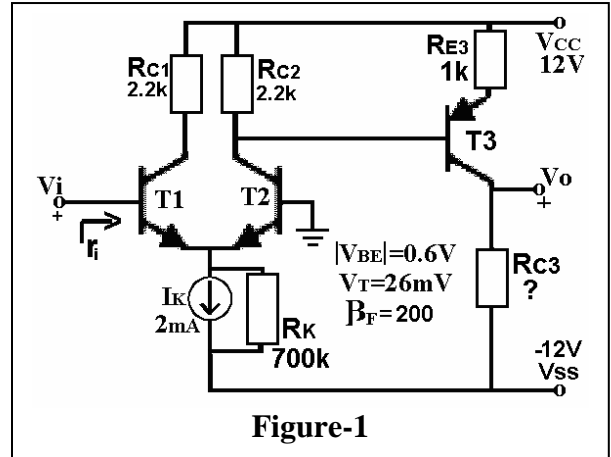 RC1
2.2k
RC2
2.2k
RE3
1k
VCC
12V
T3
Vi
+
T1
T2
ri
Vo
+
|VBE|=0.6V
VT=26mV
βF=200
RC3
?
IK
2mA
RK
700k
-12V
VSS
Figure-1